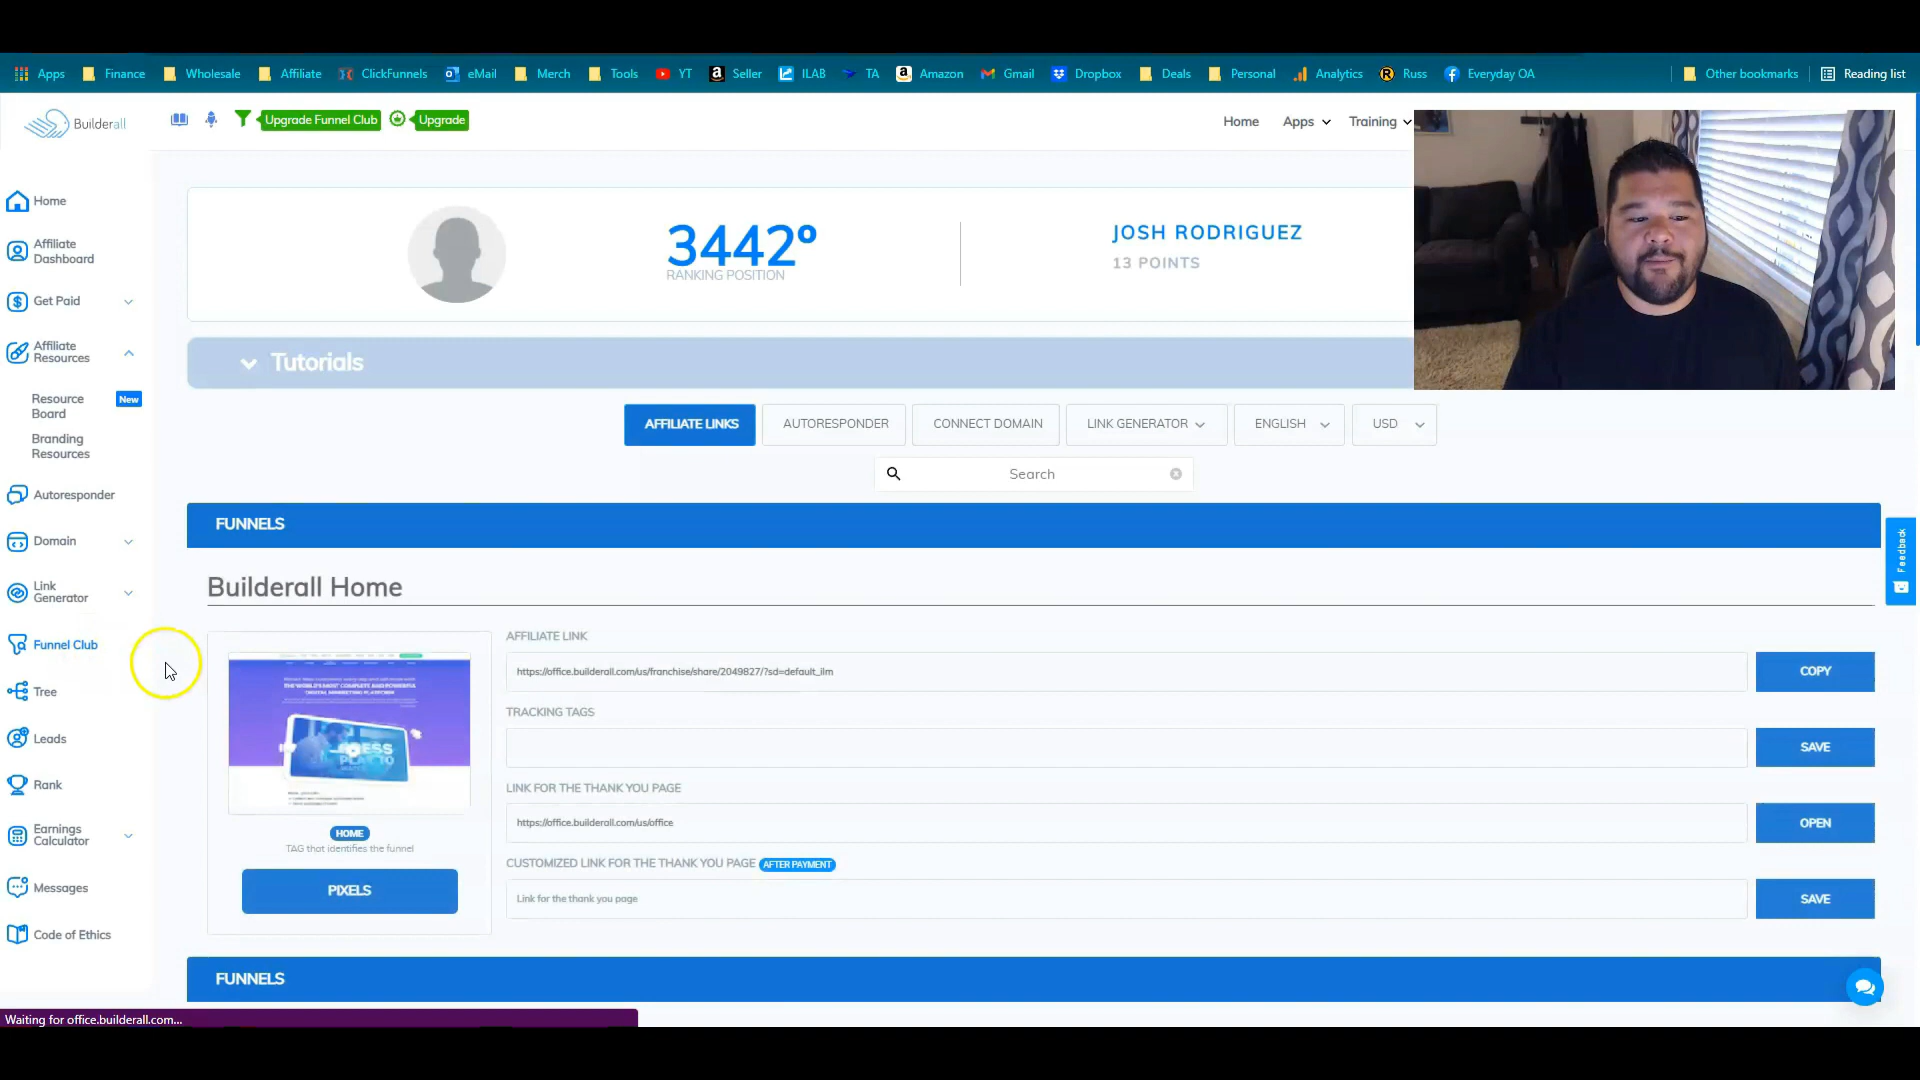 Apps Finance Wholesale Affiliate ClickFunnels eMail Merch Tools YT Seller ILAB TA Amazon Gmail Dropbox Deals Personal Analytics Russ Everyday OA Other bookmarks Reading list
Builderall Upgrade Funnel Club Upgrade Home Apps Training
Home
Affiliate
Dashboard
Get Paid
Affiliate
Resources
Resource
Board New
Branding
Resources
Autoresponder
Domain
Link
Generator
Funnel Club
Tree
Leads
Rank
Earnings
Calculator
Messages
Code of Ethics
3442º
RANKING POSITION
JOSH RODRIGUEZ
13 POINTS
Tutorials
AFFILIATE LINKS AUTORESPONDER CONNECT DOMAIN LINK GENERATOR ENGLISH USD
Search
FUNNELS
Builderall Home
HOME
TAG that identifies the funnel
PIXELS
AFFILIATE LINK
https://office.builderall.com/us/franchise/share/2049827/?sd=default_ilm COPY
TRACKING TAGS
SAVE
LINK FOR THE THANK YOU PAGE
https://office.builderall.com/us/office OPEN
CUSTOMIZED LINK FOR THE THANK YOU PAGE AFTER PAYMENT
Link for the thank you page SAVE
FUNNELS
Feedback
Waiting for office.builderall.com...